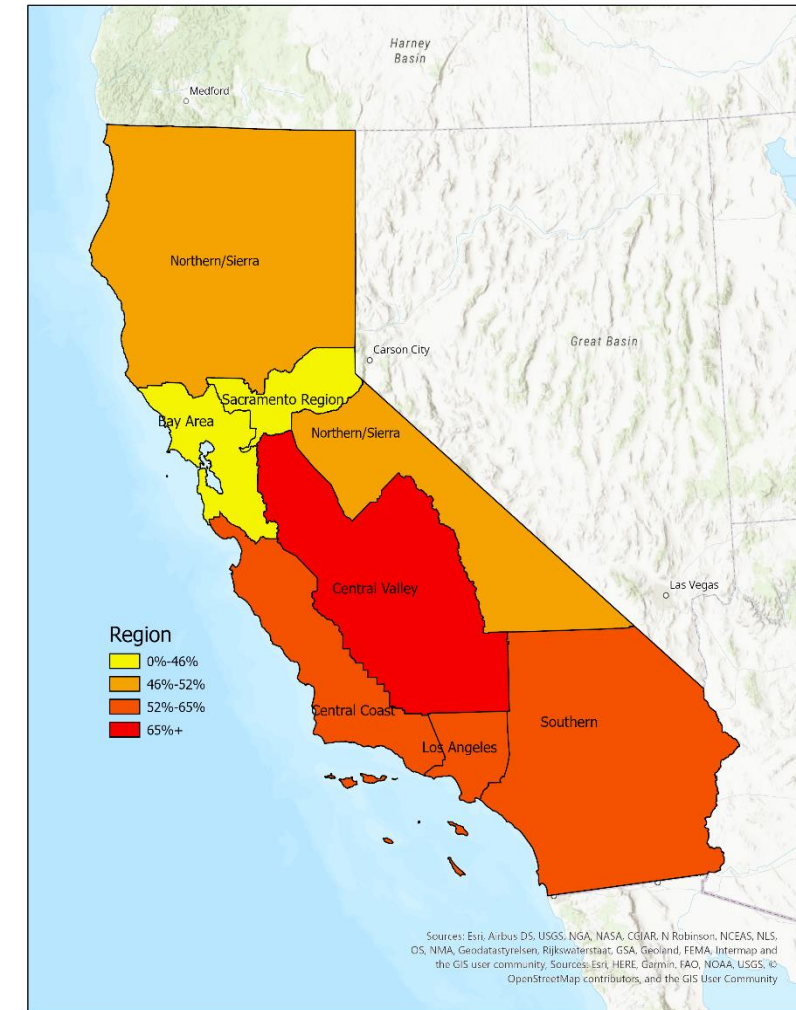 Harney
Basin
Medford
Northern/Sierra
Carson City
Great Basin
Sacramento Region
Bay Area
Northern/Sierra
Las Vegas
Central Valley
Region
0%-46%
46%-52%
52%-65%
65%+
Central Coast
Southern
Los Angeles
Sources: Esri, Airbus DS, USGS, NGA, NASA, CGIAR, N Robinson, NCEAS, NLS,
OS, NMA, Geodatastyrelsen, Rijkswaterstaat, GSA, Geoland, FEMA, Intermap and
the GIS user community, Sources: Esri, HERE, Garmin, FAO, NOAA, USGS, ©
OpenStreetMap contributors, and the GIS User Community